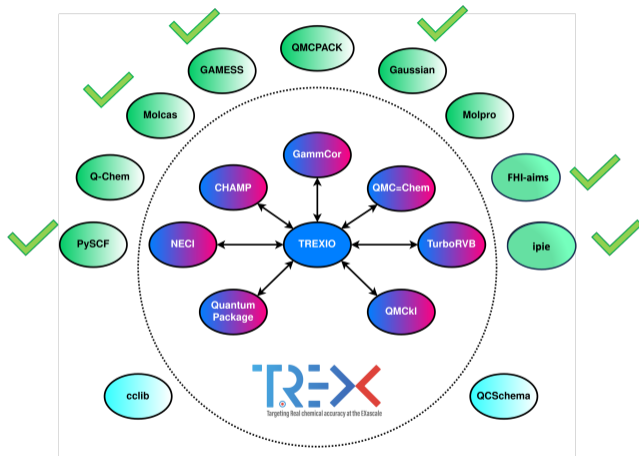 QMCPACK
GAMESS
Gaussian
Molcas
Molpro
GammCor
Q-Chem
CHAMP
QMC=Chem
FHI-aims
PySCF
NECI
TREXIO
TurboRVB
ipie
Quantum
Package
QMCkl
TREX
Targeting Real chemical accuracy at the EXascale
cclib
QCSchema